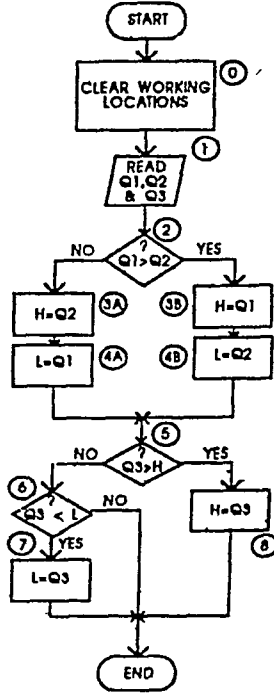 START
0
CLEAR WORKING
LOCATIONS
1
READ
Q1,Q2
& Q3
2
NO
?
YES
Q1>Q2
H=Q2
3A
3B
H=Q1
L=Q1
4A
4B
L=Q2
5
NO
?
YES
Q3>H
6
?
NO
Q3 < L
H=Q3
7
YES
8
L=Q3
END